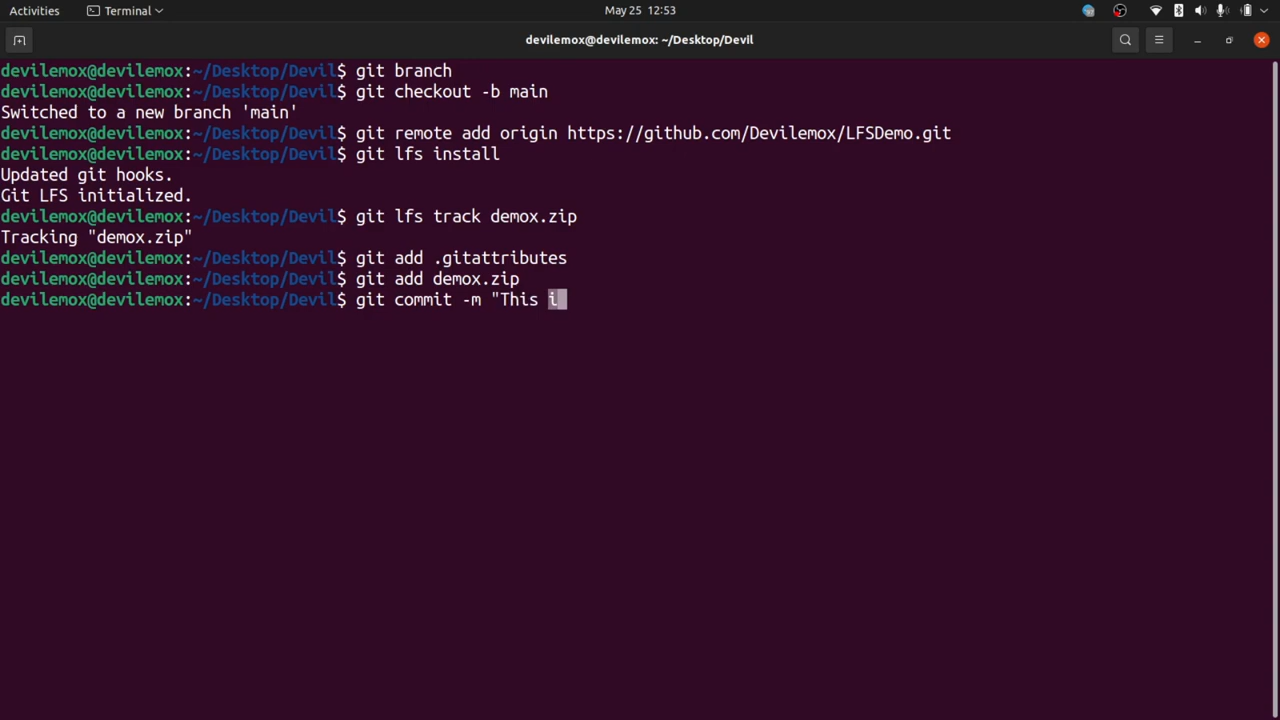 Activities Terminal May 25 12:53
devilemox@devilemox: ~/Desktop/Devil
devilemox@devilemox:~/Desktop/Devil$ git branch
devilemox@devilemox:~/Desktop/Devil$ git checkout -b main
Switched to a new branch 'main'
devilemox@devilemox:~/Desktop/Devil$ git remote add origin https://github.com/Devilemox/LFSDemo.git
devilemox@devilemox:~/Desktop/Devil$ git lfs install
Updated git hooks.
Git LFS initialized.
devilemox@devilemox:~/Desktop/Devil$ git lfs track demox.zip
Tracking "demox.zip"
devilemox@devilemox:~/Desktop/Devil$ git add .gitattributes
devilemox@devilemox:~/Desktop/Devil$ git add demox.zip
devilemox@devilemox:~/Desktop/Devil$ git commit -m "This i